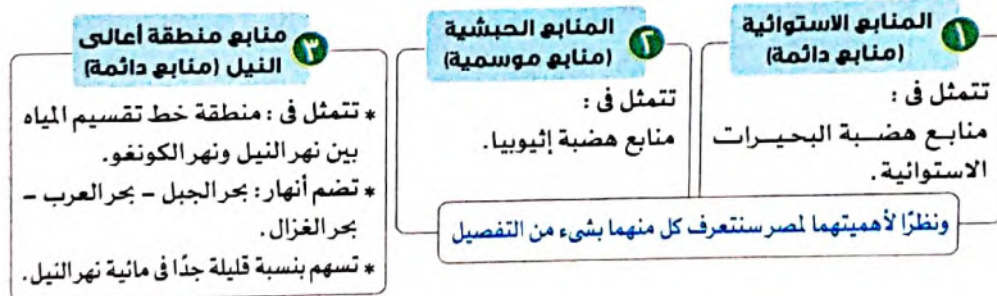 ١ المنابع الاستوائية
(منابع دائمة)
تتمثل فى :
منابع هضبة البحيرات
الاستوائية.
٢ المنابع الحبشية
(منابع موسمية)
تتمثل فى :
منابع هضبة إثيوبيا.
ونظرًا لأهميتهما لمصر سنتعرف كل منهما بشىء من التفصيل
٣ منابع منطقة أعالى
النيل (منابع دائمة)
* تتمثل فى : منطقة خط تقسيم المياه
بين نهر النيل ونهر الكونغو.
* تضم أنهار : بحر الجبل – بحر العرب –
بحر الغزال.
* تسهم بنسبة قليلة جدًا فى مائية نهر النيل.